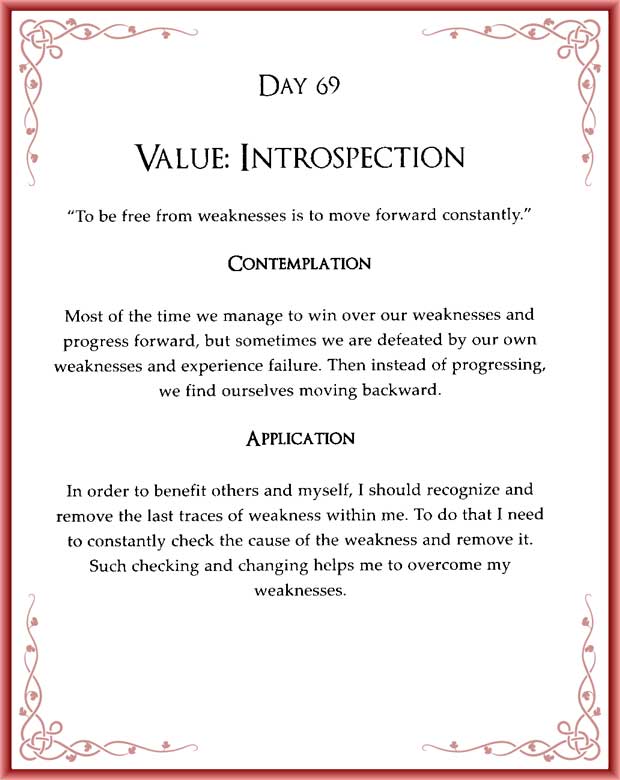 DAY 69
VALUE: INTROSPECTION
“To be free from weaknesses is to move forward constantly.”
CONTEMPLATION
Most of the time we manage to win over our weaknesses and
progress forward, but sometimes we are defeated by our own
weaknesses and experience failure. Then instead of progressing,
we find ourselves moving backward.
APPLICATION
In order to benefit others and myself, I should recognize and
remove the last traces of weakness within me. To do that I need
to constantly check the cause of the weakness and remove it.
Such checking and changing helps me to overcome my
weaknesses.